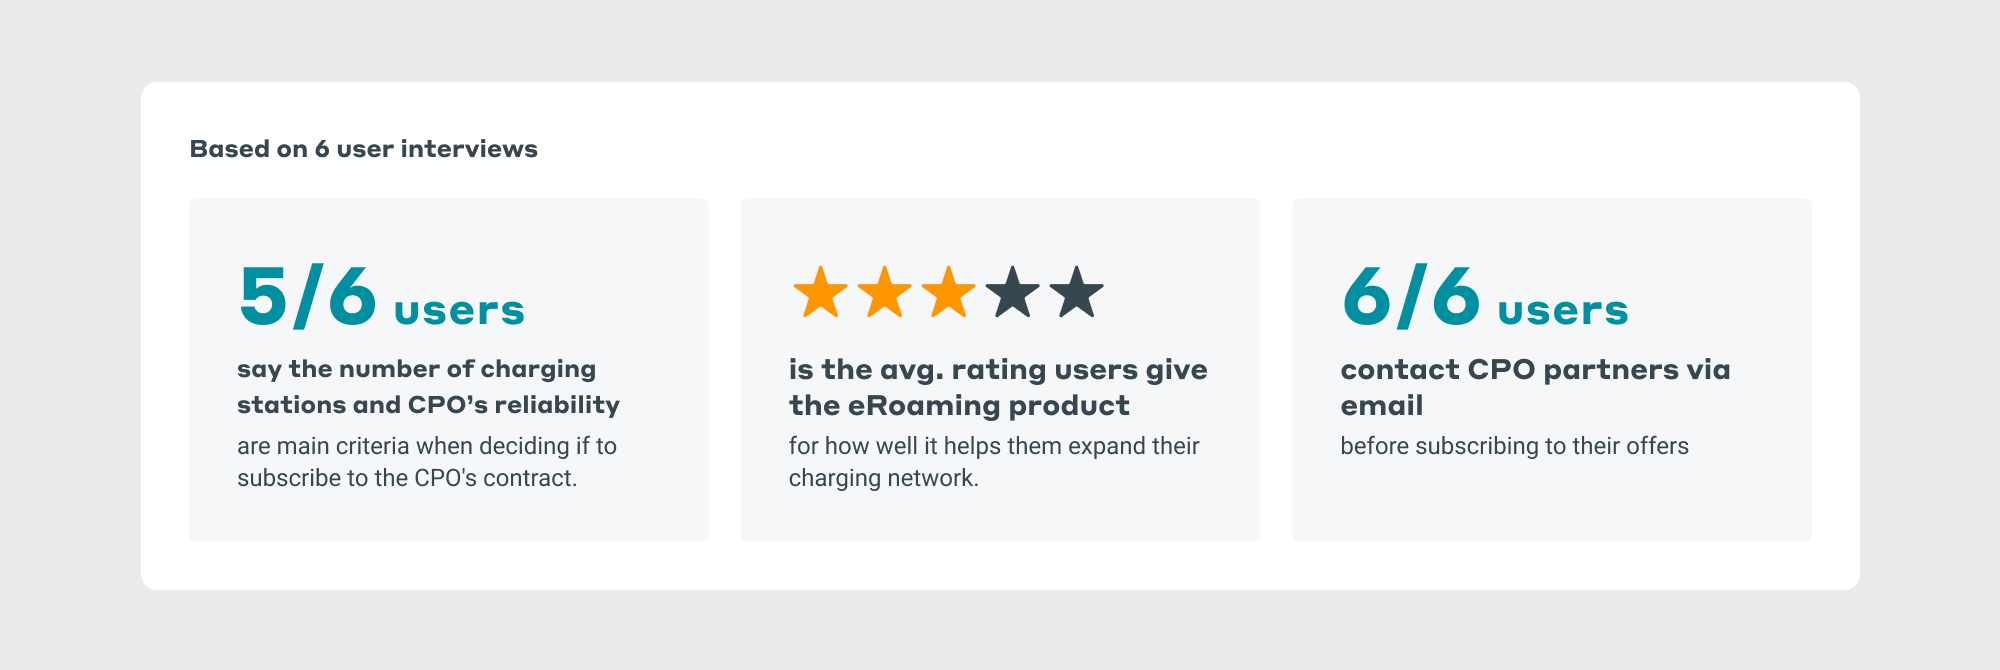 Based on 6 user interviews
5/6 users
say the number of charging
stations and CPO’s reliability
are main criteria when deciding if to
subscribe to the CPO's contract.
is the avg. rating users give
the eRoaming product
for how well it helps them expand their
charging network.
6/6 users
contact CPO partners via
email
before subscribing to their offers